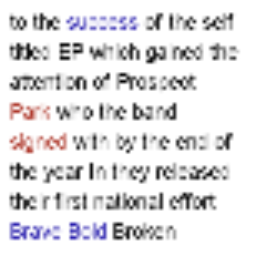 to the success of the self
titled EP which gained the
attention of Prospect
Park who the band
signed with by the end of
the year In they released
their first national effort
Brave Bold Broken